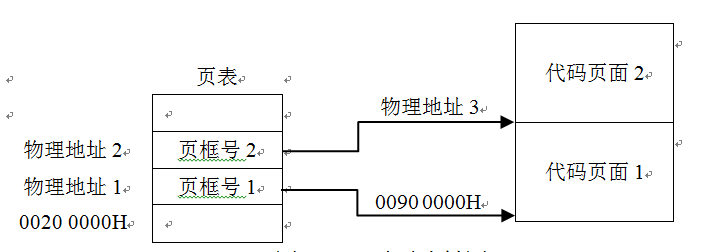 页表
代码页面 2
物理地址 3
物理地址 2
页框号 2
物理地址 1
页框号 1
代码页面 1
0090 0000H
0020 0000H